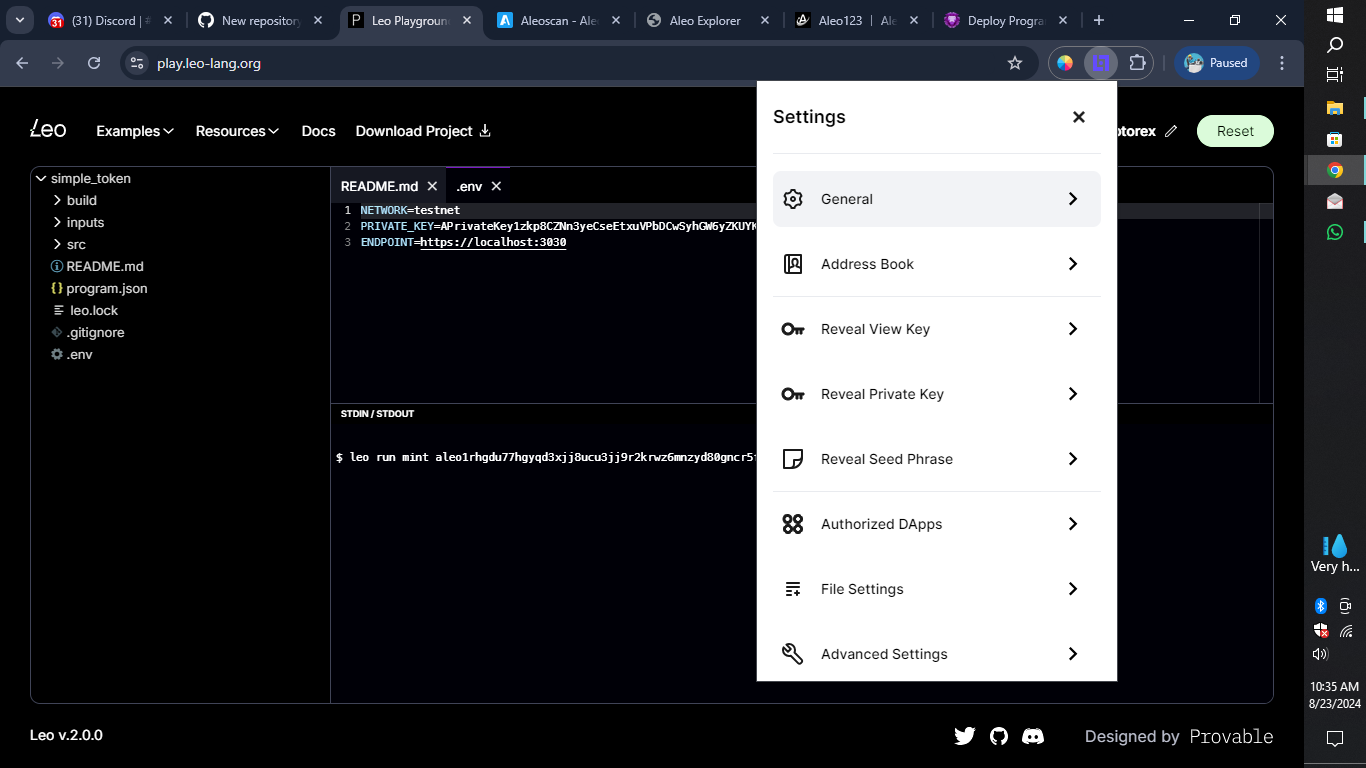 (31) Discord | #
New repository
Leo Playground
Aleoscan - Ale
Aleo Explorer
Aleo123 | Ale
Deploy Progra
play.leo-lang.org
Paused
Leo
Examples
Resources
Docs
Download Project
Reset
Settings
General
Address Book
Reveal View Key
Reveal Private Key
Reveal Seed Phrase
Authorized DApps
File Settings
Advanced Settings
simple_token
build
inputs
src
README.md
program.json
leo.lock
.gitignore
.env
README.md
.env
1 NETWORK=testnet
2 PRIVATE_KEY=
3 ENDPOINT=https://localhost:3030
STDIN / STDOUT
$ leo run mint
Leo v.2.0.0
Designed by Provable
Very h...
10:35 AM
8/23/2024